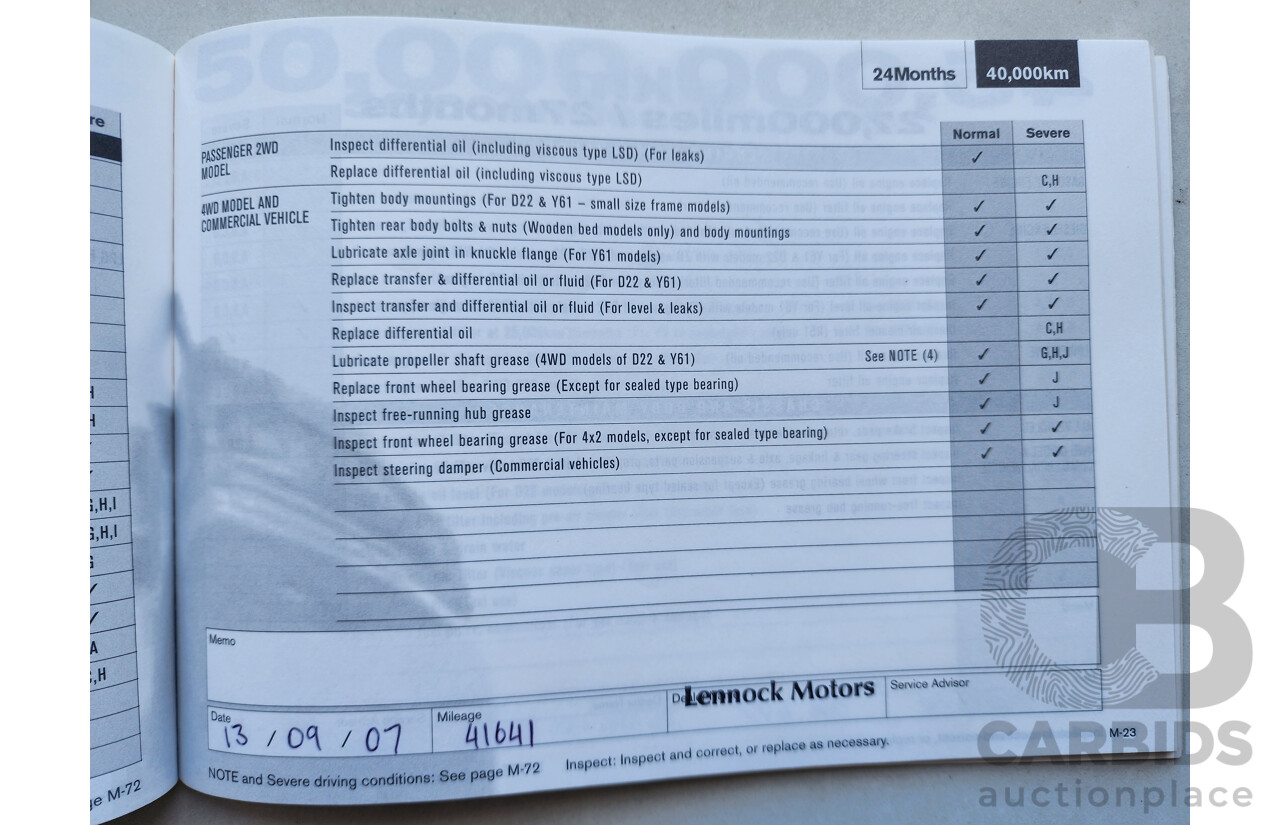 24Months 40,000km
Normal Severe
PASSENGER 2WD
MODEL
Inspect differential oil (including viscous type LSD) (For leaks) ✓
Replace differential oil (including viscous type LSD) C,H
4WD MODEL AND
COMMERCIAL VEHICLE
Tighten body mountings (For D22 & Y61 – small size frame models) ✓ ✓
Tighten rear body bolts & nuts (Wooden bed models only) and body mountings ✓ ✓
Lubricate axle joint in knuckle flange (For Y61 models) ✓ ✓
Replace transfer & differential oil or fluid (For D22 & Y61) ✓ ✓
Inspect transfer and differential oil or fluid (For level & leaks) ✓ ✓
Replace differential oil C,H
Lubricate propeller shaft grease (4WD models of D22 & Y61) See NOTE (4) ✓ G,H,J
Replace front wheel bearing grease (Except for sealed type bearing) ✓ J
Inspect free-running hub grease ✓ J
Inspect front wheel bearing grease (For 4x2 models, except for sealed type bearing) ✓ ✓
Inspect steering damper (Commercial vehicles) ✓ ✓
Memo
Date 13 / 09 / 07
Mileage 41641
Lennock Motors
Service Advisor
NOTE and Severe driving conditions: See page M-72
Inspect: Inspect and correct, or replace as necessary.
M-23
re
H
H
G,H,I
G,H,I
G
✓
✓
A
C,H
ge M-72
CB
CARBIDS
auctionplace